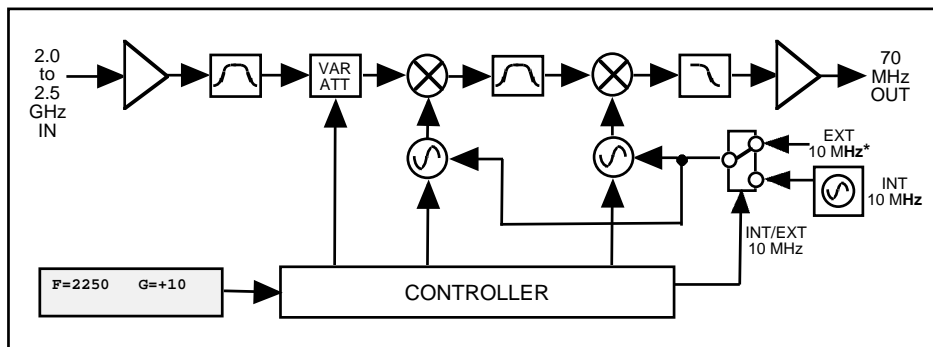 2.0
to
2.5
GHz
IN
VAR
ATT
70
MHz
OUT
EXT
10 MHz*
INT
10 MHz
INT/EXT
10 MHz
F=2250 G=+10
CONTROLLER